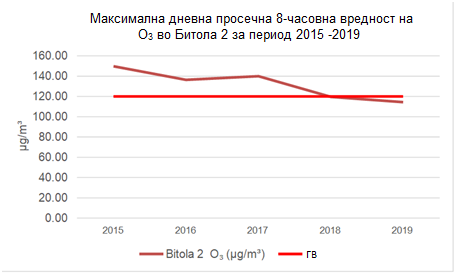 Максимална дневна просечна 8-часовна вредност на
О3 во Битола 2 за период 2015 -2019
160.00
140.00
120.00
100.00
80.00
60.00
40.00
20.00
0.00
µg/m³
2015 2016 2017 2018 2019
Bitola 2 O₃ (µg/m³) ГВ